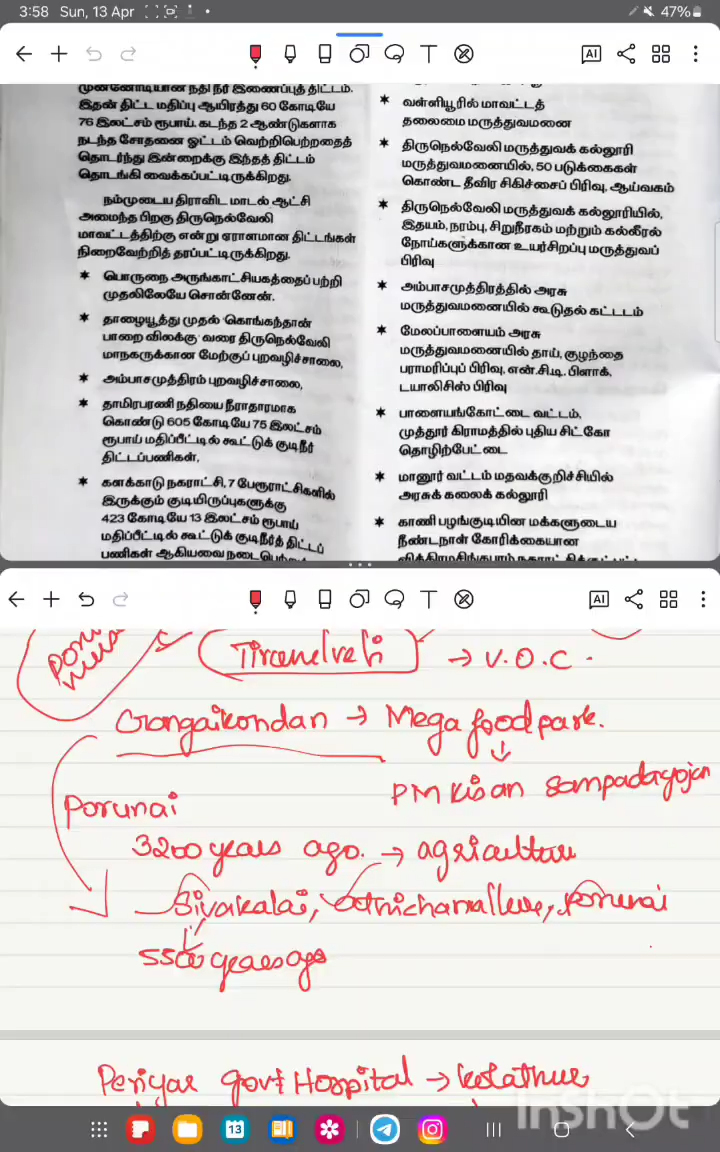 3:58 Sun, 13 Apr
47%
T
AI
முன்னோடியான நதி நீர் இணைப்புத் திட்டம்.
இதன் திட்ட மதிப்பு ஆயிரத்து 60 கோடியே
76 இலட்சம் ரூபாய். கடந்த 2 ஆண்டுகளாக
நடந்த சோதனை ஓட்டம் வெற்றிபெற்றதைத்
தொடர்ந்து இன்றைக்கு இந்தத் திட்டம்
தொடங்கி வைக்கப்பட்டிருக்கிறது.
நம்முடைய திராவிட மாடல் ஆட்சி
அமைந்த பிறகு திருநெல்வேலி
மாவட்டத்திற்கு என்று ஏராளமான திட்டங்கள்
நிறைவேற்றித் தரப்பட்டிருக்கிறது.
* பொருநை அருங்காட்சியகத்தைப் பற்றி
முதலிலேயே சொன்னேன்.
* தாழையூத்து முதல் 'கொங்கந்தான்
பாறை விலக்கு' வரை திருநெல்வேலி
மாநகருக்கான மேற்குப் புறவழிச்சாலை,
* அம்பாசமுத்திரம் புறவழிச்சாலை,
* தாமிரபரணி நதியை நீராதாரமாக
கொண்டு 605 கோடியே 75 இலட்சம்
ரூபாய் மதிப்பீட்டில் கூட்டுக் குடிநீர்
திட்டப்பணிகள்,
* களக்காடு நகராட்சி, 7 பேரூராட்சிகளில்
இருக்கும் குடியிருப்புகளுக்கு
423 கோடியே 13 இலட்சம் ரூபாய்
மதிப்பீட்டில் கூட்டுக் குடிநீர்த் திட்டப்
பணிகள் ஆகியவை
* வள்ளியூரில் மாவட்டத்
தலைமை மருத்துவமனை
* திருநெல்வேலி மருத்துவக் கல்லூரி
மருத்துவமனையில், 50 படுக்கைகள்
கொண்ட தீவிர சிகிச்சைப் பிரிவு, ஆய்வகம்
* திருநெல்வேலி மருத்துவக் கல்லூரியில்,
இதயம், நரம்பு, சிறுநீரகம் மற்றும் கல்லீரல்
நோய்களுக்கான உயர்சிறப்பு மருத்துவப்
பிரிவு
* அம்பாசமுத்திரத்தில் அரசு
மருத்துவமனையில் கூடுதல் கட்டடம்
* மேலப்பாளையம் அரசு
மருத்துவமனையில் தாய், குழந்தை
பராமரிப்புப் பிரிவு, என்.சி.டி. பிளாக்,
டயாலிசிஸ் பிரிவு
* பாளையங்கோட்டை வட்டம்,
முத்தூர் கிராமத்தில் புதிய சிட்கோ
தொழிற்பேட்டை
* மானூர் வட்டம் மதவக்குறிச்சியில்
அரசுக் கலைக் கல்லூரி
* காணி பழங்குடியின மக்களுடைய
நீண்டநாள் கோரிக்கையான
T
AI
Tirunelveli → V.O.C.
Gangaikondan → Mega food park.
PM Kisan Sampada yojan
Porunai
3200 years ago. → agriculture
Sivakalai, Adhichanallur, Porunai
5500 years ago
Periyar govt Hospital → kolathur
13
InShOt